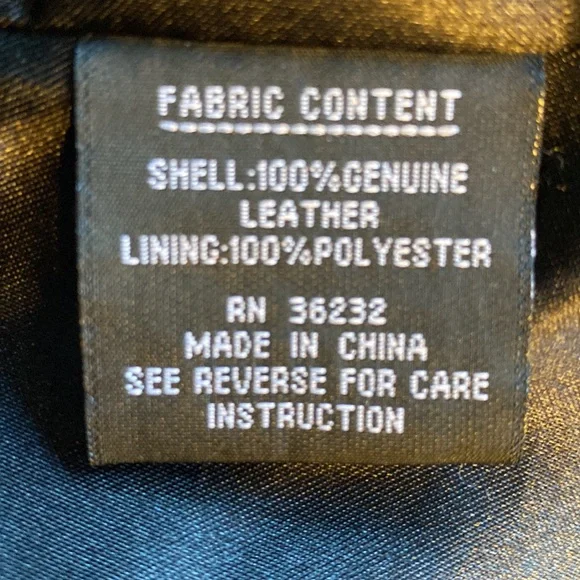 FABRIC CONTENT
SHELL:100%GENUINE
LEATHER
LINING:100%POLYESTER
RN 36232
MADE IN CHINA
SEE REVERSE FOR CARE
INSTRUCTION